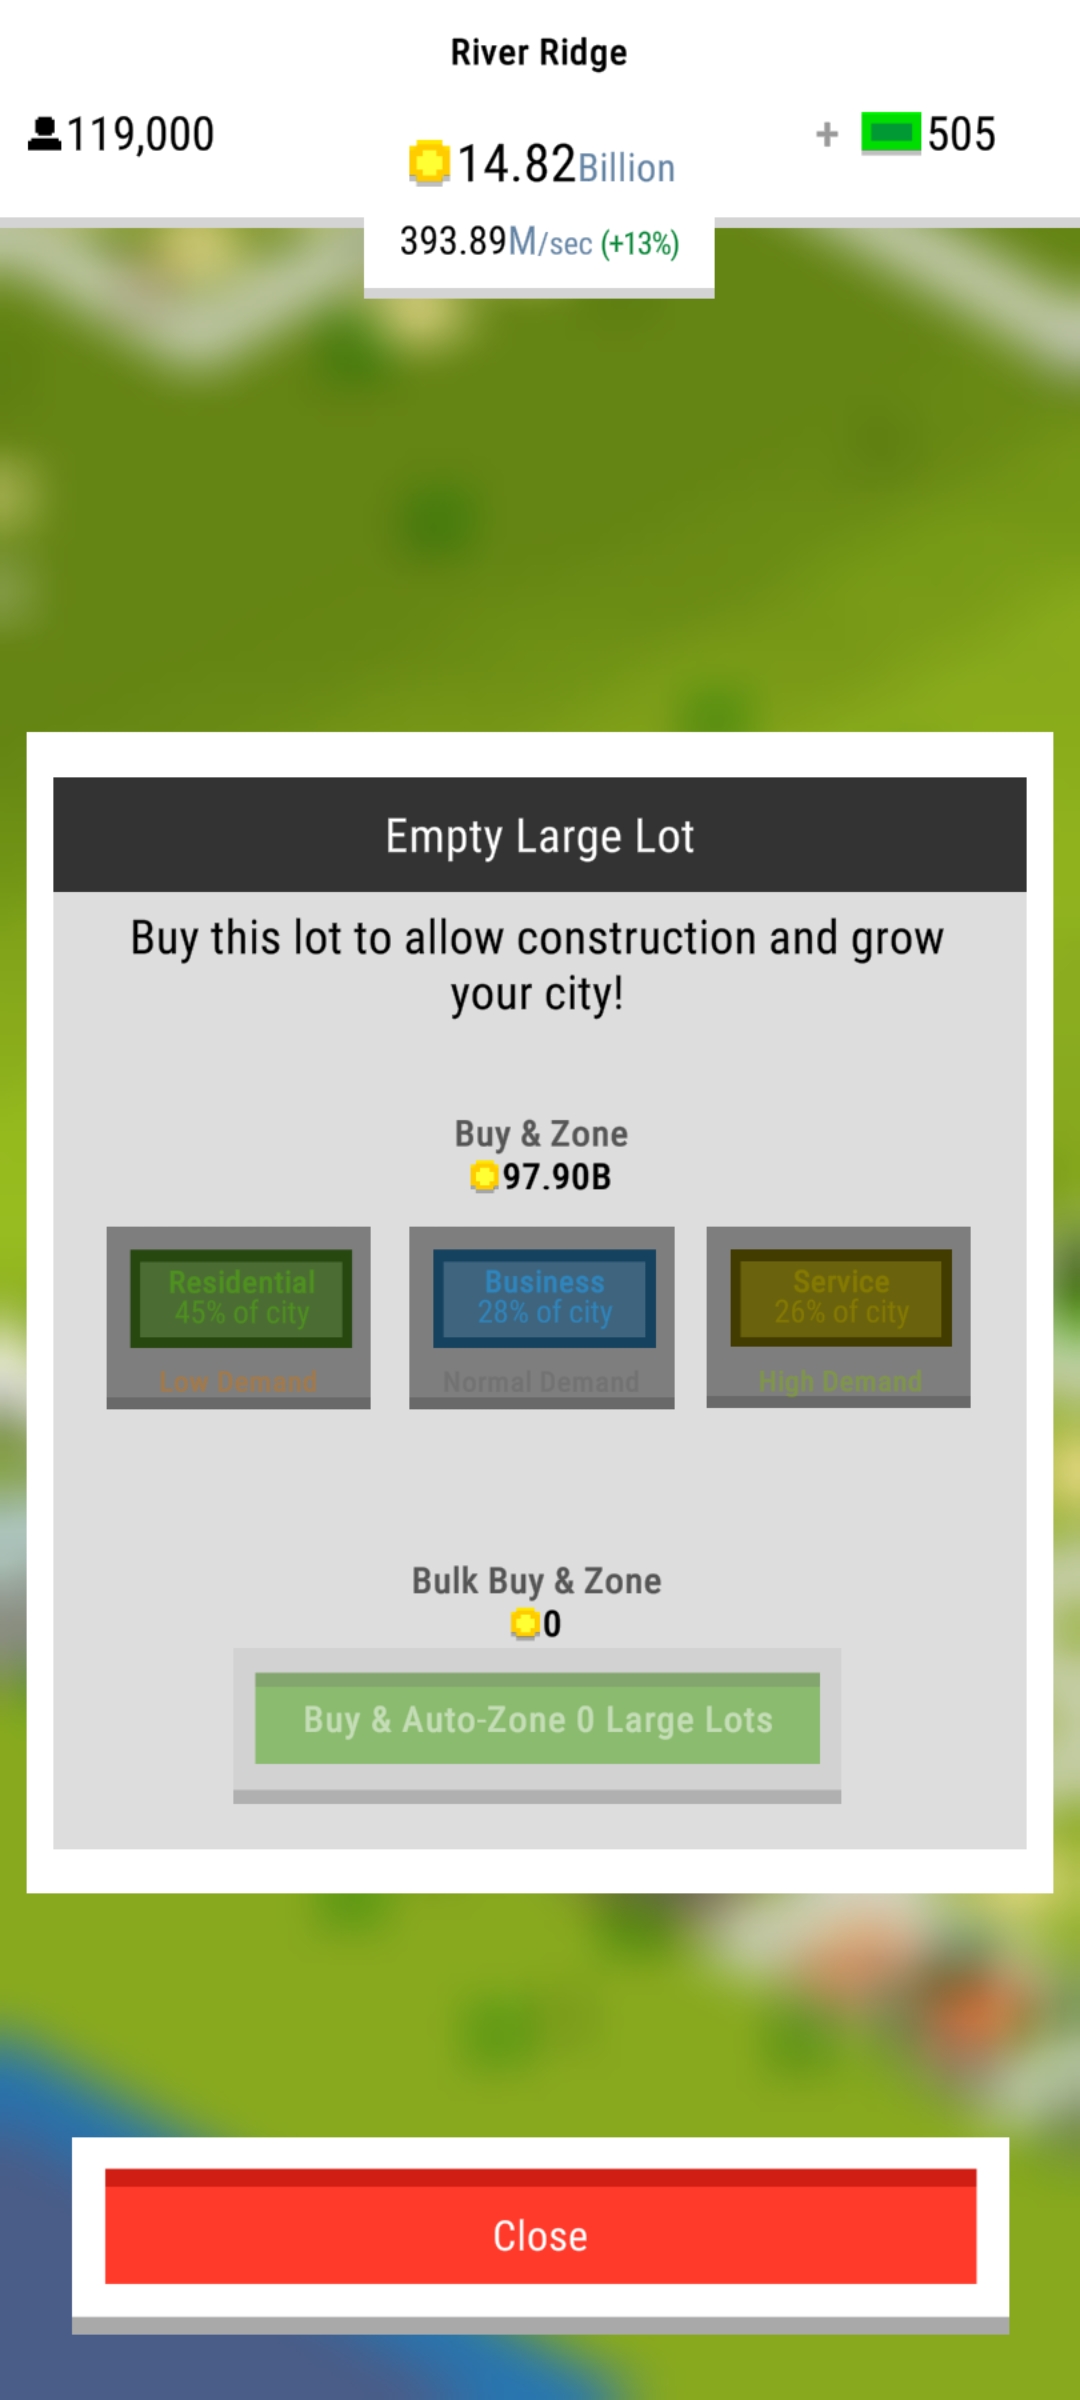 River Ridge
119,000
14.82Billion
+ 505
393.89M/sec (+13%)
Empty Large Lot
Buy this lot to allow construction and grow
your city!
Buy & Zone
97.90B
Residential
45% of city
Low Demand
Business
28% of city
Normal Demand
Service
26% of city
High Demand
Bulk Buy & Zone
0
Buy & Auto-Zone 0 Large Lots
Close